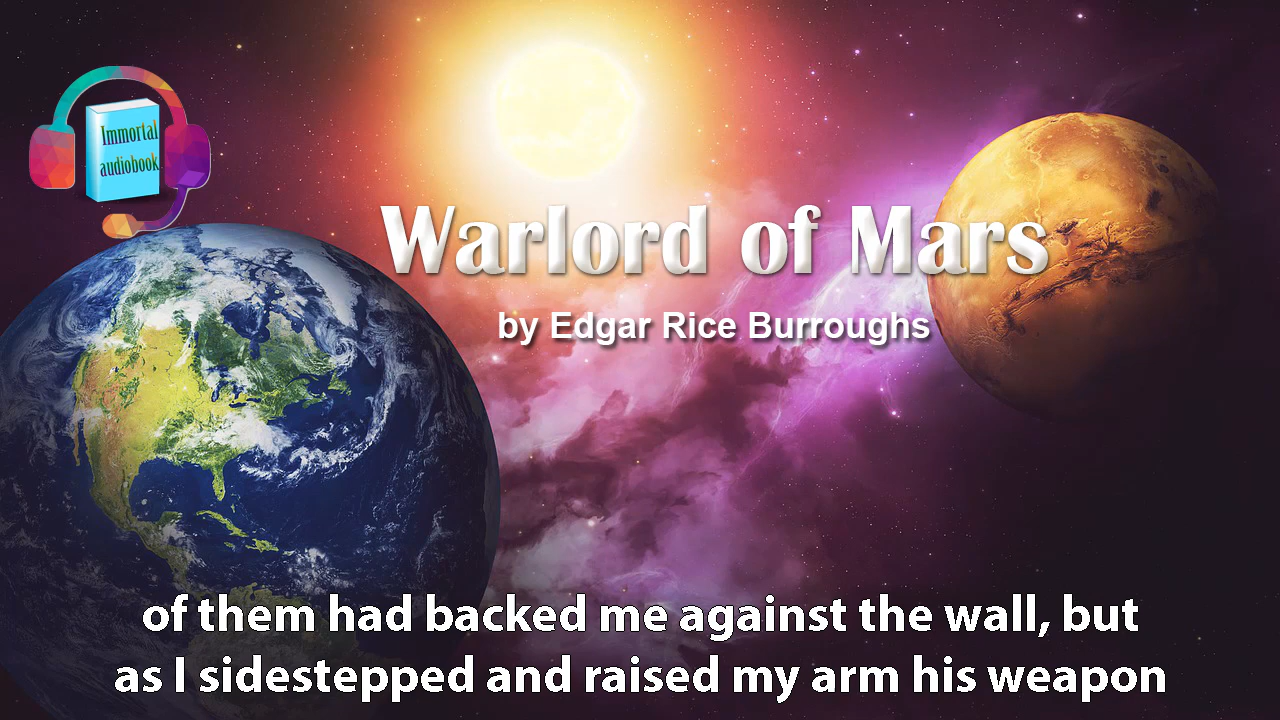 Immortal
audiobook
Warlord of Mars
by Edgar Rice Burroughs
of them had backed me against the wall, but
as I sidestepped and raised my arm his weapon